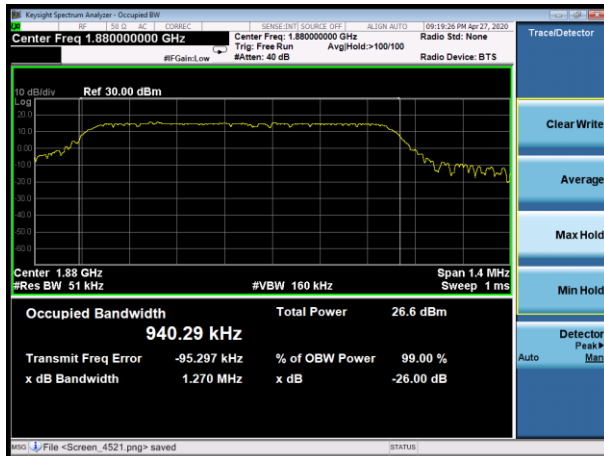 Keysight Spectrum Analyzer - Occupied BW
RF 50 Ω AC CORREC SENSE:INT SOURCE OFF ALIGN AUTO 09:19:26 PM Apr 27, 2020
Center Freq 1.880000000 GHz
Center Freq: 1.880000000 GHz
Radio Std: None
Trig: Free Run Avg|Hold:>100/100
#IFGain:Low #Atten: 40 dB
Radio Device: BTS
10 dB/div Ref 30.00 dBm
Log
20.0
10.0
0.00
-10.0
-20.0
-30.0
-40.0
-50.0
-60.0
Center 1.88 GHz Span 1.4 MHz
#Res BW 51 kHz #VBW 160 kHz Sweep 1 ms
Occupied Bandwidth Total Power 26.6 dBm
940.29 kHz
Transmit Freq Error -95.297 kHz % of OBW Power 99.00 %
x dB Bandwidth 1.270 MHz x dB -26.00 dB
MSG File <Screen_4521.png> saved STATUS
Trace/Detector
Clear Write
Average
Max Hold
Min Hold
Detector
Peak▶
Auto Man